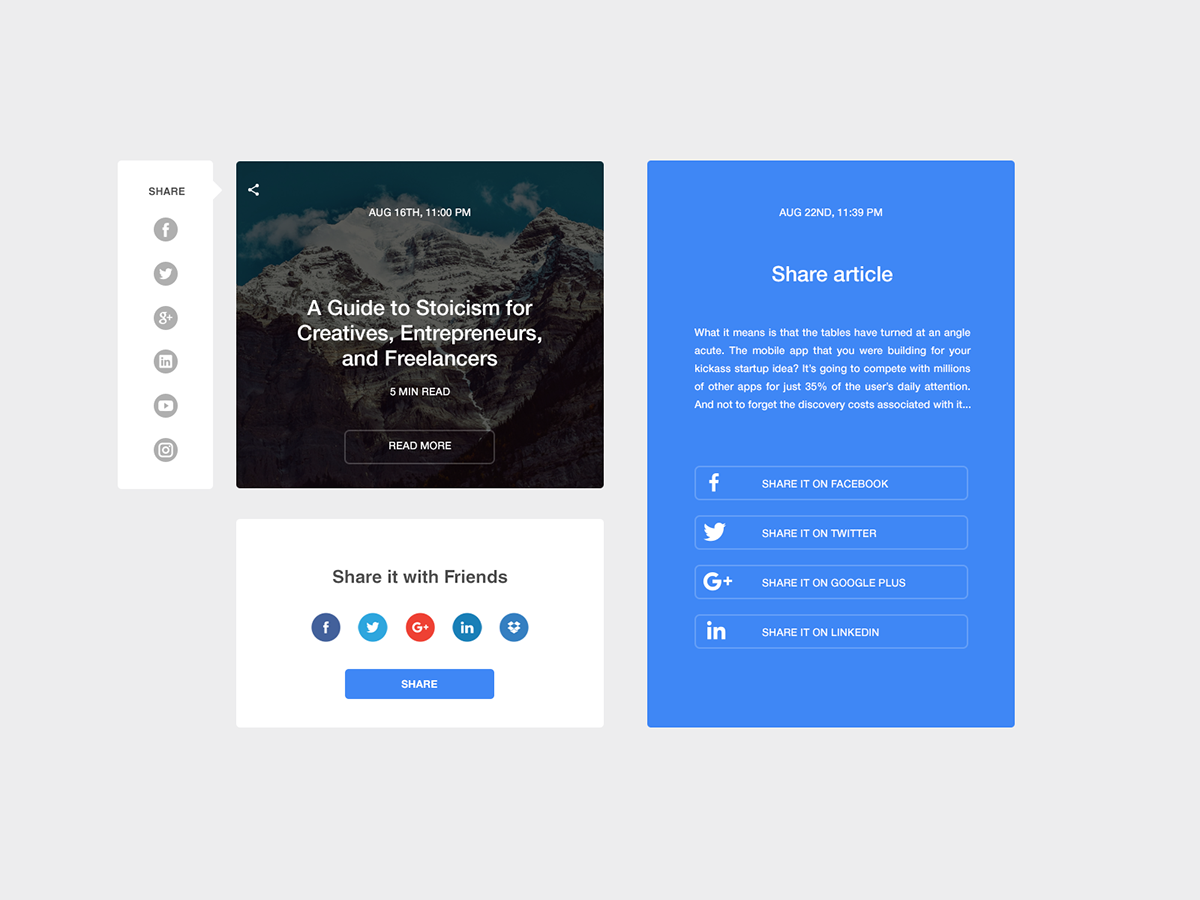 SHARE
AUG 16TH, 11:00 PM
A Guide to Stoicism for
Creatives, Entrepreneurs,
and Freelancers
5 MIN READ
READ MORE
Share it with Friends
f
G+
in
SHARE
AUG 22ND, 11:39 PM
Share article
What it means is that the tables have turned at an angle
acute. The mobile app that you were building for your
kickass startup idea? It’s going to compete with millions
of other apps for just 35% of the user’s daily attention.
And not to forget the discovery costs associated with it...
f SHARE IT ON FACEBOOK
SHARE IT ON TWITTER
G+ SHARE IT ON GOOGLE PLUS
in SHARE IT ON LINKEDIN